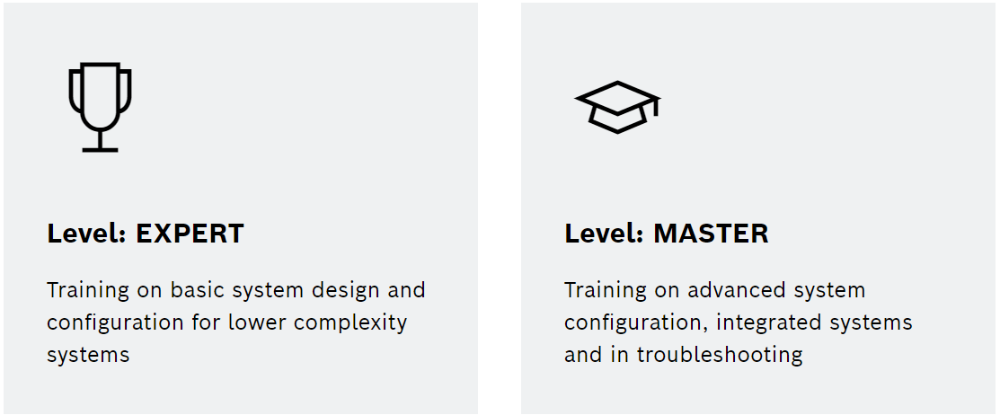 Level: EXPERT
Training on basic system design and
configuration for lower complexity
systems
Level: MASTER
Training on advanced system
configuration, integrated systems
and in troubleshooting